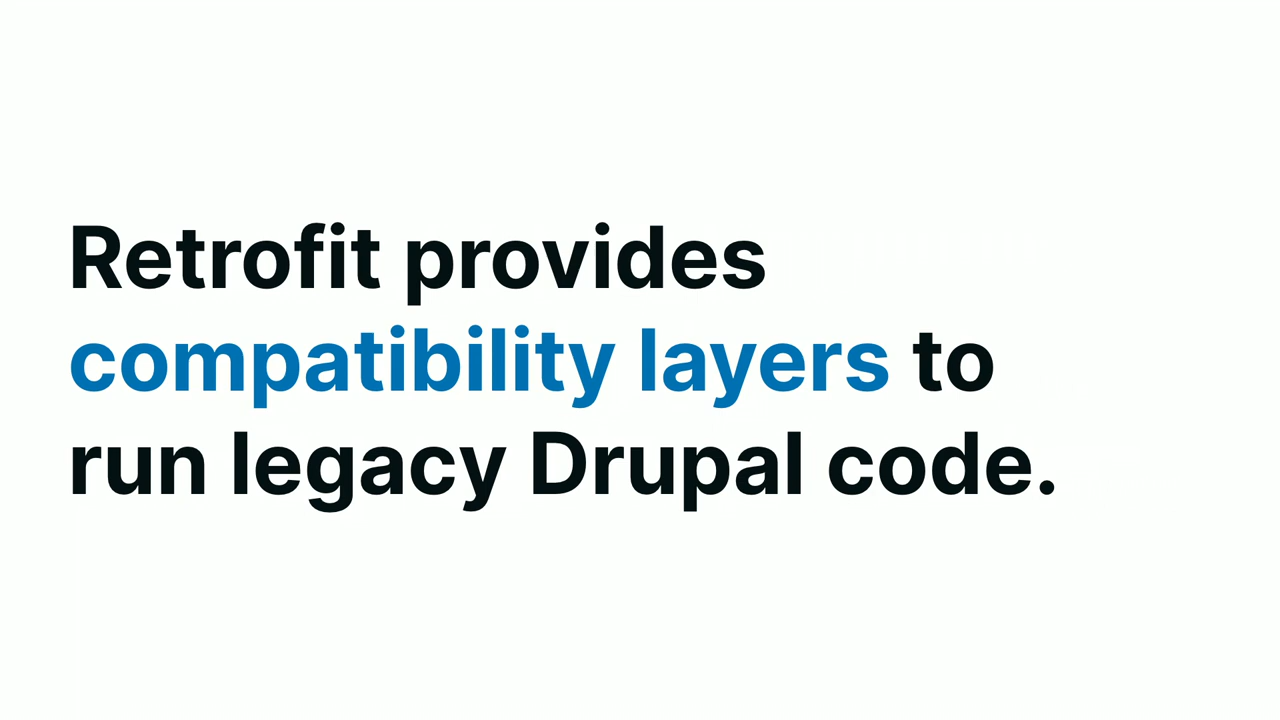 Retrofit provides
compatibility layers to
run legacy Drupal code.